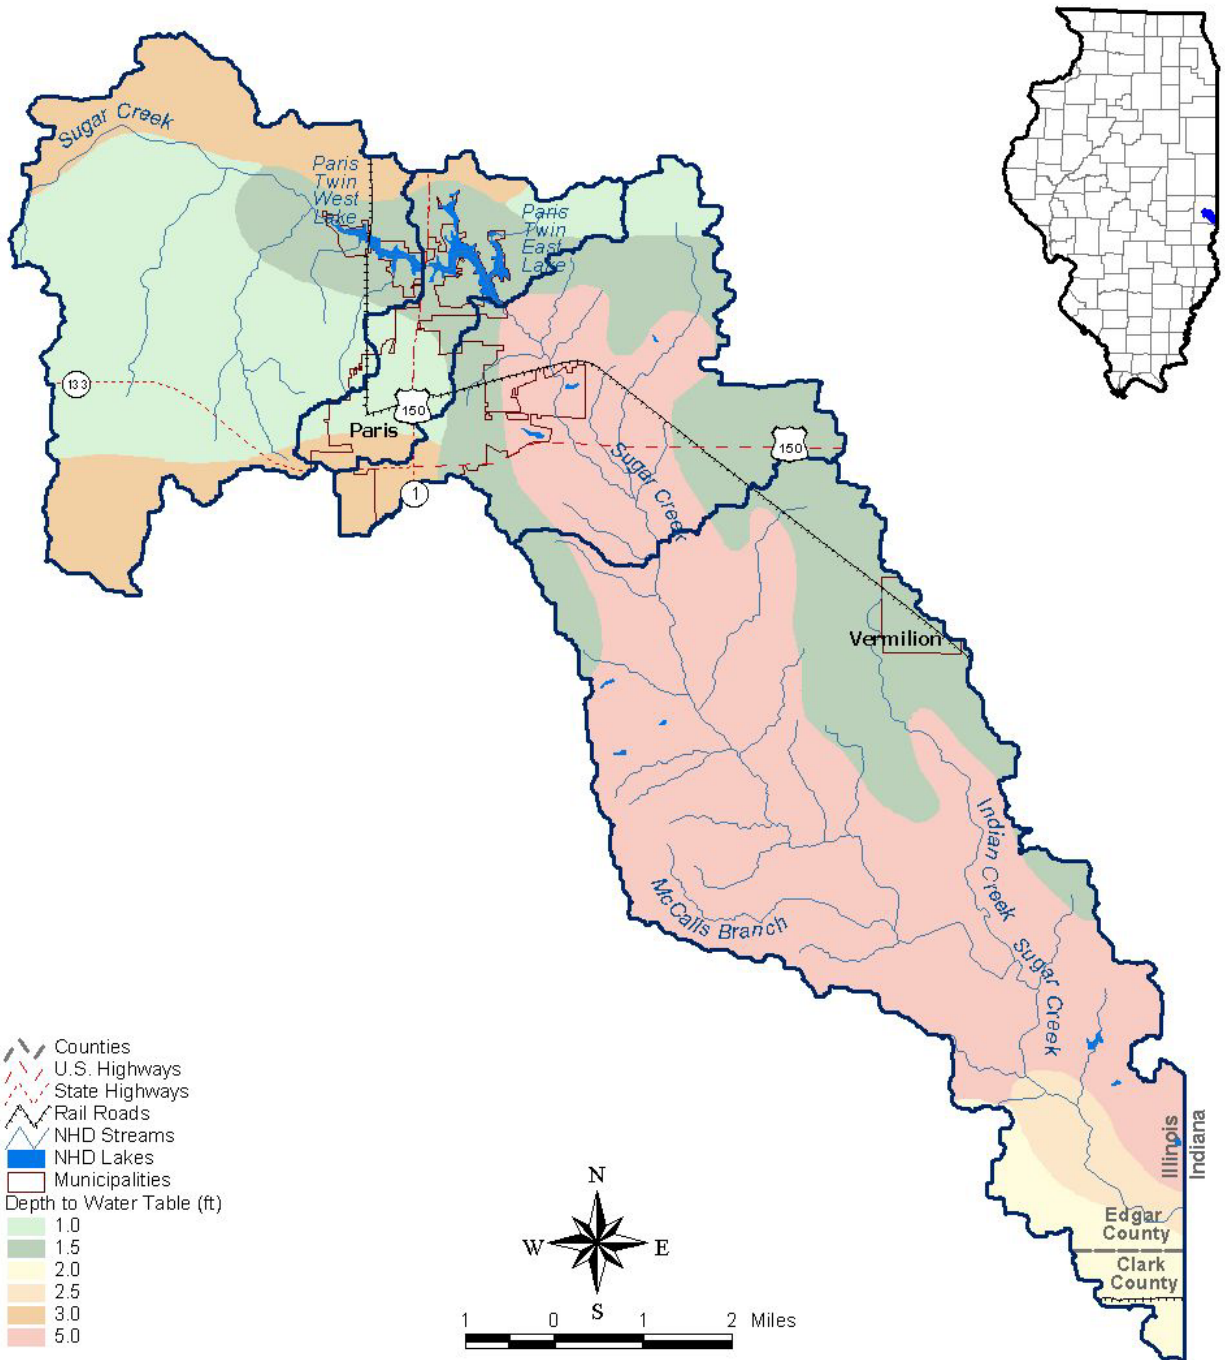 Sugar Creek
Paris
Twin
West
Lake
Paris
Twin
East
Lake
133
150
Paris
1
150
Sugar Creek
Vermilion
Indian Creek
McCalls Branch
Sugar Creek
Illinois
Indiana
Edgar
County
Clark
County
Counties
U.S. Highways
State Highways
Rail Roads
NHD Streams
NHD Lakes
Municipalities
Depth to Water Table (ft)
1.0
1.5
2.0
2.5
3.0
5.0
N
W E
S
1 0 1 2 Miles